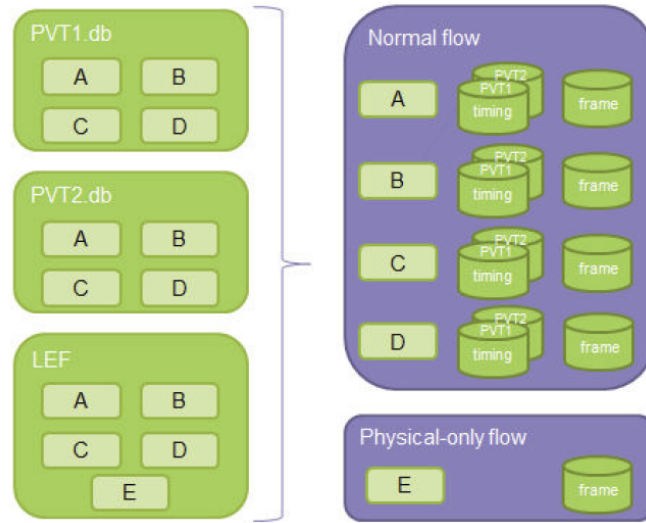 PVT1.db
A B
C D
PVT2.db
A B
C D
LEF
A B
C D
E
Normal flow
A PVT2 PVT1 timing frame
B PVT2 PVT1 timing frame
C PVT2 PVT1 timing frame
D PVT2 PVT1 timing frame
Physical-only flow
E frame